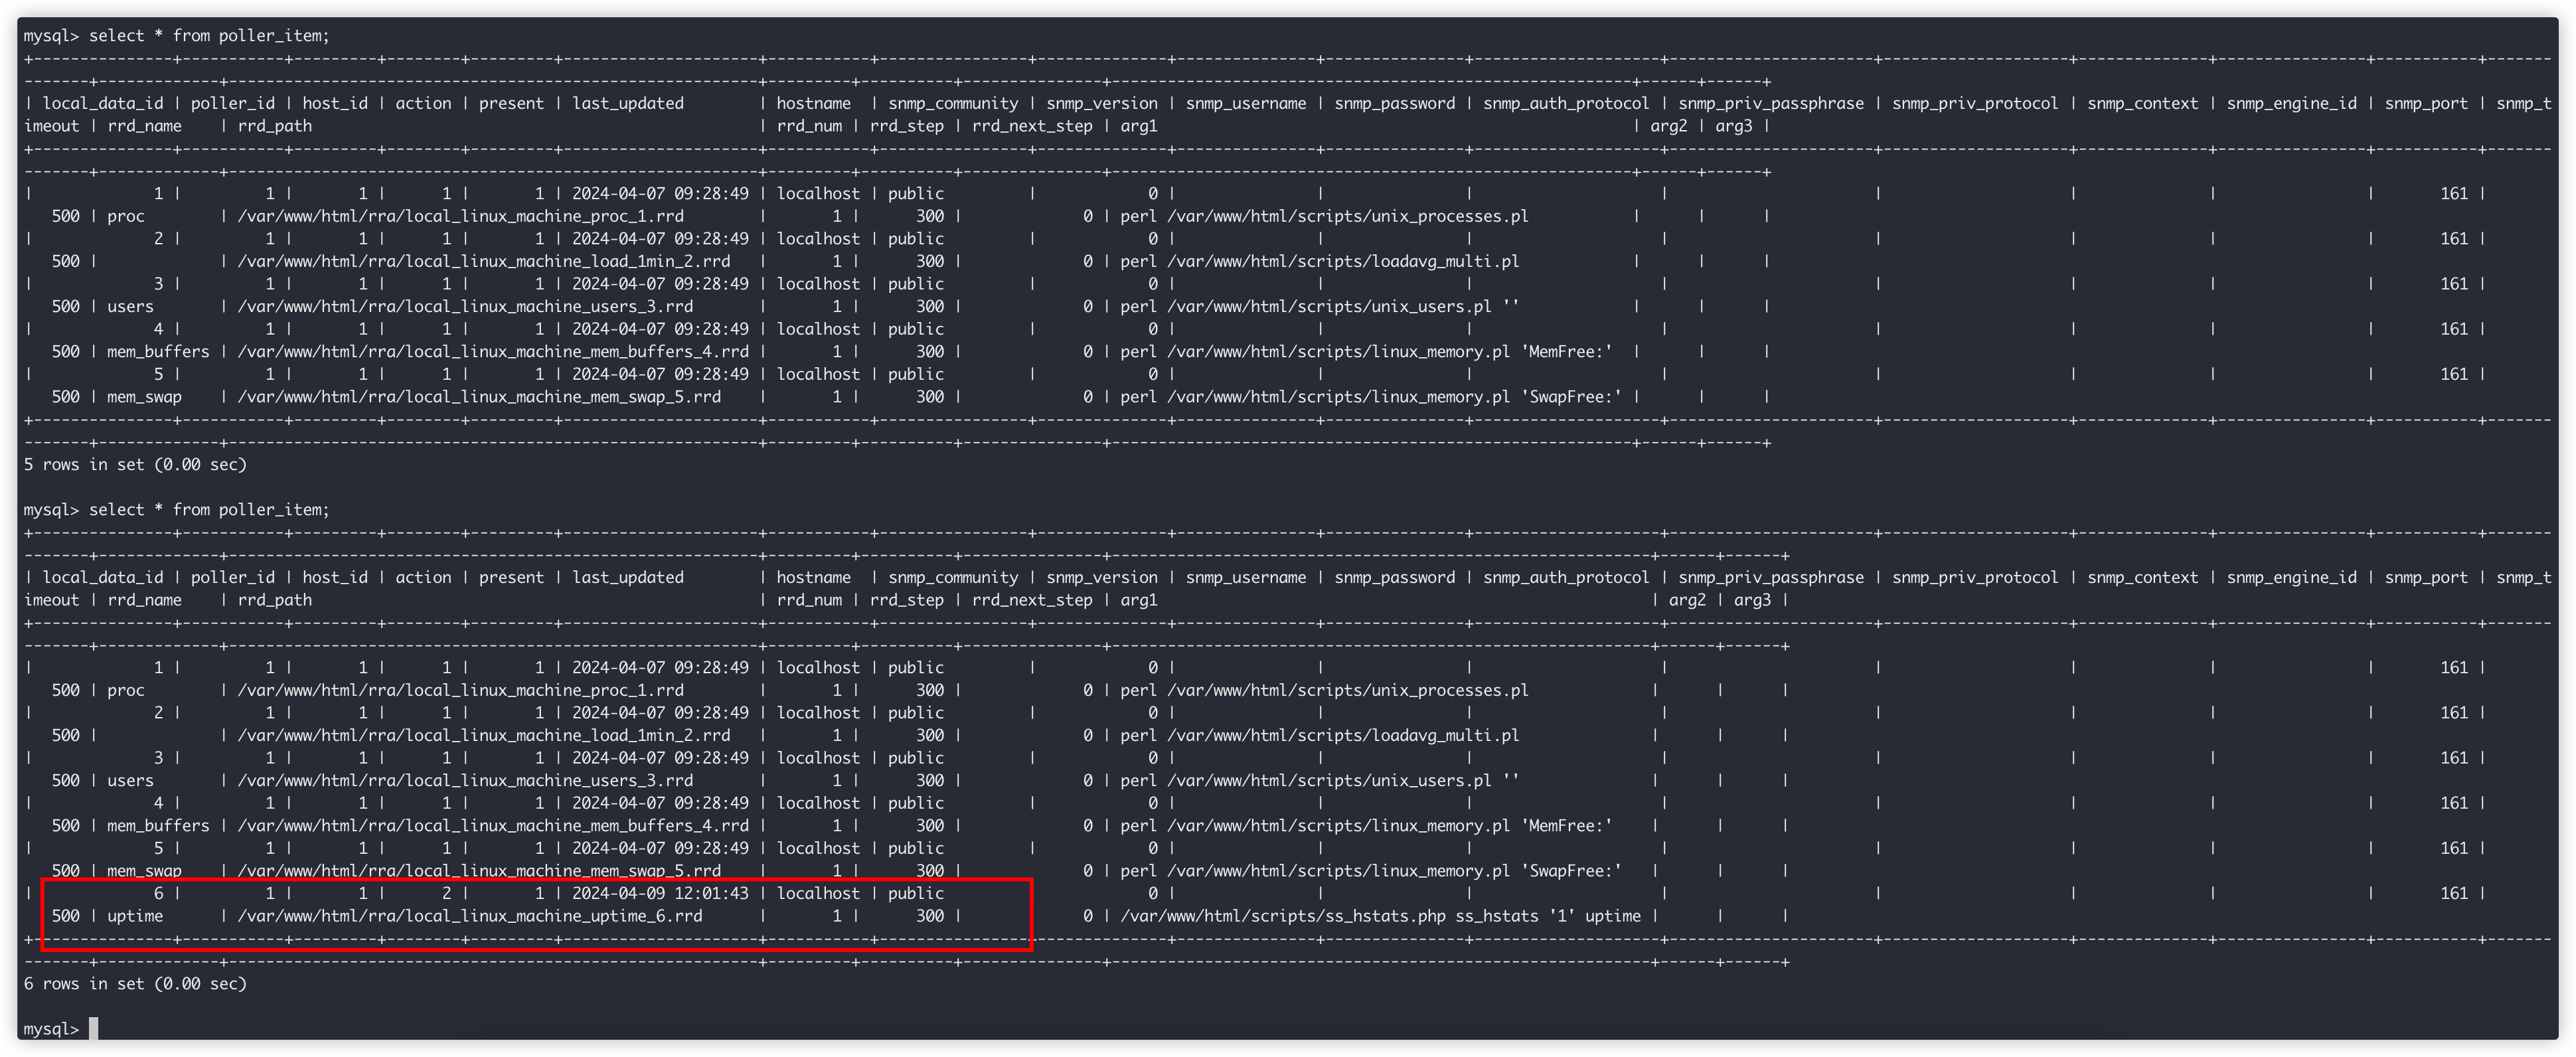 mysql> select * from poller_item;
+---------------+-----------+---------+--------+---------+---------------------+----------+----------------+--------------+---------------+---------------+--------------------+----------------------+--------------------+--------------+----------------+-----------+-------
-------+------------+---------------------------------------------------------+---------+----------+---------------+--------------------------------------------------------+------+------+
| local_data_id | poller_id | host_id | action | present | last_updated        | hostname  | snmp_community | snmp_version | snmp_username | snmp_password | snmp_auth_protocol | snmp_priv_passphrase | snmp_priv_protocol | snmp_context | snmp_engine_id | snmp_port | snmp_t
imeout | rrd_name    | rrd_path                                                | rrd_num | rrd_step | rrd_next_step | arg1                                                   | arg2 | arg3 |
+---------------+-----------+---------+--------+---------+---------------------+----------+----------------+--------------+---------------+---------------+--------------------+----------------------+--------------------+--------------+----------------+-----------+-------
-------+------------+---------------------------------------------------------+---------+----------+---------------+--------------------------------------------------------+------+------+
|             1 |         1 |       1 |      1 |       1 | 2024-04-07 09:28:49 | localhost | public         |            0 |               |               |                    |                      |                    |              |                |       161 |
   500 | proc        | /var/www/html/rra/local_linux_machine_proc_1.rrd        |       1 |      300 |             0 | perl /var/www/html/scripts/unix_processes.pl           |      |      |
|             2 |         1 |       1 |      1 |       1 | 2024-04-07 09:28:49 | localhost | public         |            0 |               |               |                    |                      |                    |              |                |       161 |
   500 |             | /var/www/html/rra/local_linux_machine_load_1min_2.rrd   |       1 |      300 |             0 | perl /var/www/html/scripts/loadavg_multi.pl            |      |      |
|             3 |         1 |       1 |      1 |       1 | 2024-04-07 09:28:49 | localhost | public         |            0 |               |               |                    |                      |                    |              |                |       161 |
   500 | users       | /var/www/html/rra/local_linux_machine_users_3.rrd       |       1 |      300 |             0 | perl /var/www/html/scripts/unix_users.pl ''            |      |      |
|             4 |         1 |       1 |      1 |       1 | 2024-04-07 09:28:49 | localhost | public         |            0 |               |               |                    |                      |                    |              |                |       161 |
   500 | mem_buffers | /var/www/html/rra/local_linux_machine_mem_buffers_4.rrd |       1 |      300 |             0 | perl /var/www/html/scripts/linux_memory.pl 'MemFree:'  |      |      |
|             5 |         1 |       1 |      1 |       1 | 2024-04-07 09:28:49 | localhost | public         |            0 |               |               |                    |                      |                    |              |                |       161 |
   500 | mem_swap    | /var/www/html/rra/local_linux_machine_mem_swap_5.rrd    |       1 |      300 |             0 | perl /var/www/html/scripts/linux_memory.pl 'SwapFree:' |      |      |
+---------------+-----------+---------+--------+---------+---------------------+----------+----------------+--------------+---------------+---------------+--------------------+----------------------+--------------------+--------------+----------------+-----------+-------
-------+------------+---------------------------------------------------------+---------+----------+---------------+--------------------------------------------------------+------+------+
5 rows in set (0.00 sec)

mysql> select * from poller_item;
+---------------+-----------+---------+--------+---------+---------------------+----------+----------------+--------------+---------------+---------------+--------------------+----------------------+--------------------+--------------+----------------+-----------+-------
-------+------------+---------------------------------------------------------+---------+----------+---------------+----------------------------------------------------------+------+------+
| local_data_id | poller_id | host_id | action | present | last_updated        | hostname  | snmp_community | snmp_version | snmp_username | snmp_password | snmp_auth_protocol | snmp_priv_passphrase | snmp_priv_protocol | snmp_context | snmp_engine_id | snmp_port | snmp_t
imeout | rrd_name    | rrd_path                                                | rrd_num | rrd_step | rrd_next_step | arg1                                                     | arg2 | arg3 |
+---------------+-----------+---------+--------+---------+---------------------+----------+----------------+--------------+---------------+---------------+--------------------+----------------------+--------------------+--------------+----------------+-----------+-------
-------+------------+---------------------------------------------------------+---------+----------+---------------+----------------------------------------------------------+------+------+
|             1 |         1 |       1 |      1 |       1 | 2024-04-07 09:28:49 | localhost | public         |            0 |               |               |                    |                      |                    |              |                |       161 |
   500 | proc        | /var/www/html/rra/local_linux_machine_proc_1.rrd        |       1 |      300 |             0 | perl /var/www/html/scripts/unix_processes.pl             |      |      |
|             2 |         1 |       1 |      1 |       1 | 2024-04-07 09:28:49 | localhost | public         |            0 |               |               |                    |                      |                    |              |                |       161 |
   500 |             | /var/www/html/rra/local_linux_machine_load_1min_2.rrd   |       1 |      300 |             0 | perl /var/www/html/scripts/loadavg_multi.pl              |      |      |
|             3 |         1 |       1 |      1 |       1 | 2024-04-07 09:28:49 | localhost | public         |            0 |               |               |                    |                      |                    |              |                |       161 |
   500 | users       | /var/www/html/rra/local_linux_machine_users_3.rrd       |       1 |      300 |             0 | perl /var/www/html/scripts/unix_users.pl ''              |      |      |
|             4 |         1 |       1 |      1 |       1 | 2024-04-07 09:28:49 | localhost | public         |            0 |               |               |                    |                      |                    |              |                |       161 |
   500 | mem_buffers | /var/www/html/rra/local_linux_machine_mem_buffers_4.rrd |       1 |      300 |             0 | perl /var/www/html/scripts/linux_memory.pl 'MemFree:'    |      |      |
|             5 |         1 |       1 |      1 |       1 | 2024-04-07 09:28:49 | localhost | public         |            0 |               |               |                    |                      |                    |              |                |       161 |
   500 | mem_swap    | /var/www/html/rra/local_linux_machine_mem_swap_5.rrd    |       1 |      300 |             0 | perl /var/www/html/scripts/linux_memory.pl 'SwapFree:'   |      |      |
|             6 |         1 |       1 |      2 |       1 | 2024-04-09 12:01:43 | localhost | public         |            0 |               |               |                    |                      |                    |              |                |       161 |
   500 | uptime      | /var/www/html/rra/local_linux_machine_uptime_6.rrd      |       1 |      300 |             0 | /var/www/html/scripts/ss_hstats.php ss_hstats '1' uptime |      |      |
+---------------+-----------+---------+--------+---------+---------------------+----------+----------------+--------------+---------------+---------------+--------------------+----------------------+--------------------+--------------+----------------+-----------+-------
-------+------------+---------------------------------------------------------+---------+----------+---------------+----------------------------------------------------------+------+------+
6 rows in set (0.00 sec)

mysql>